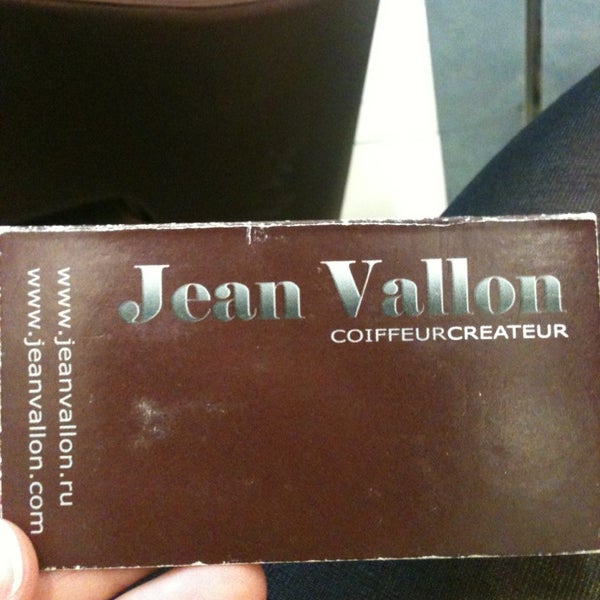 Jean Vallon
COIFFEURCREATEUR
www.jeanvallon.ru
www.jeanvallon.com